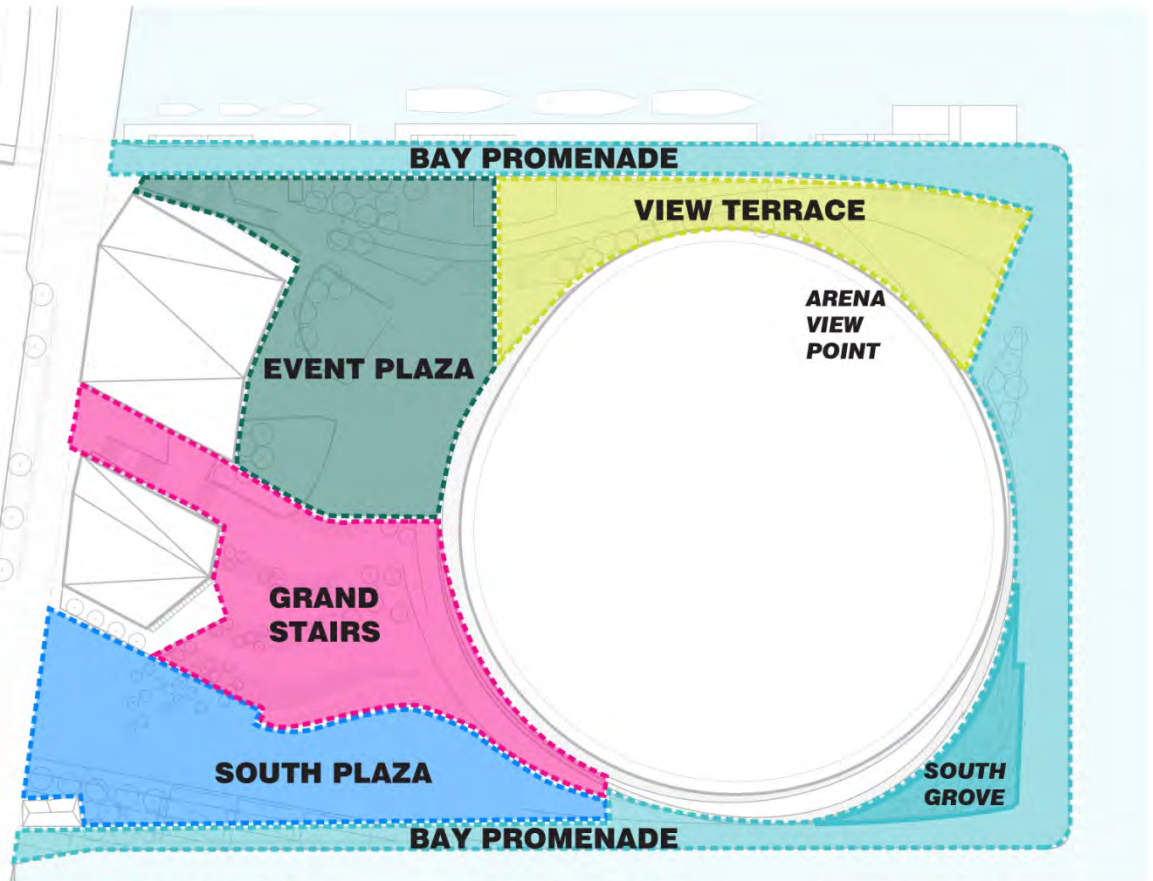 BAY PROMENADE
VIEW TERRACE
ARENA
VIEW
POINT
EVENT PLAZA
GRAND
STAIRS
SOUTH PLAZA
SOUTH
GROVE
BAY PROMENADE